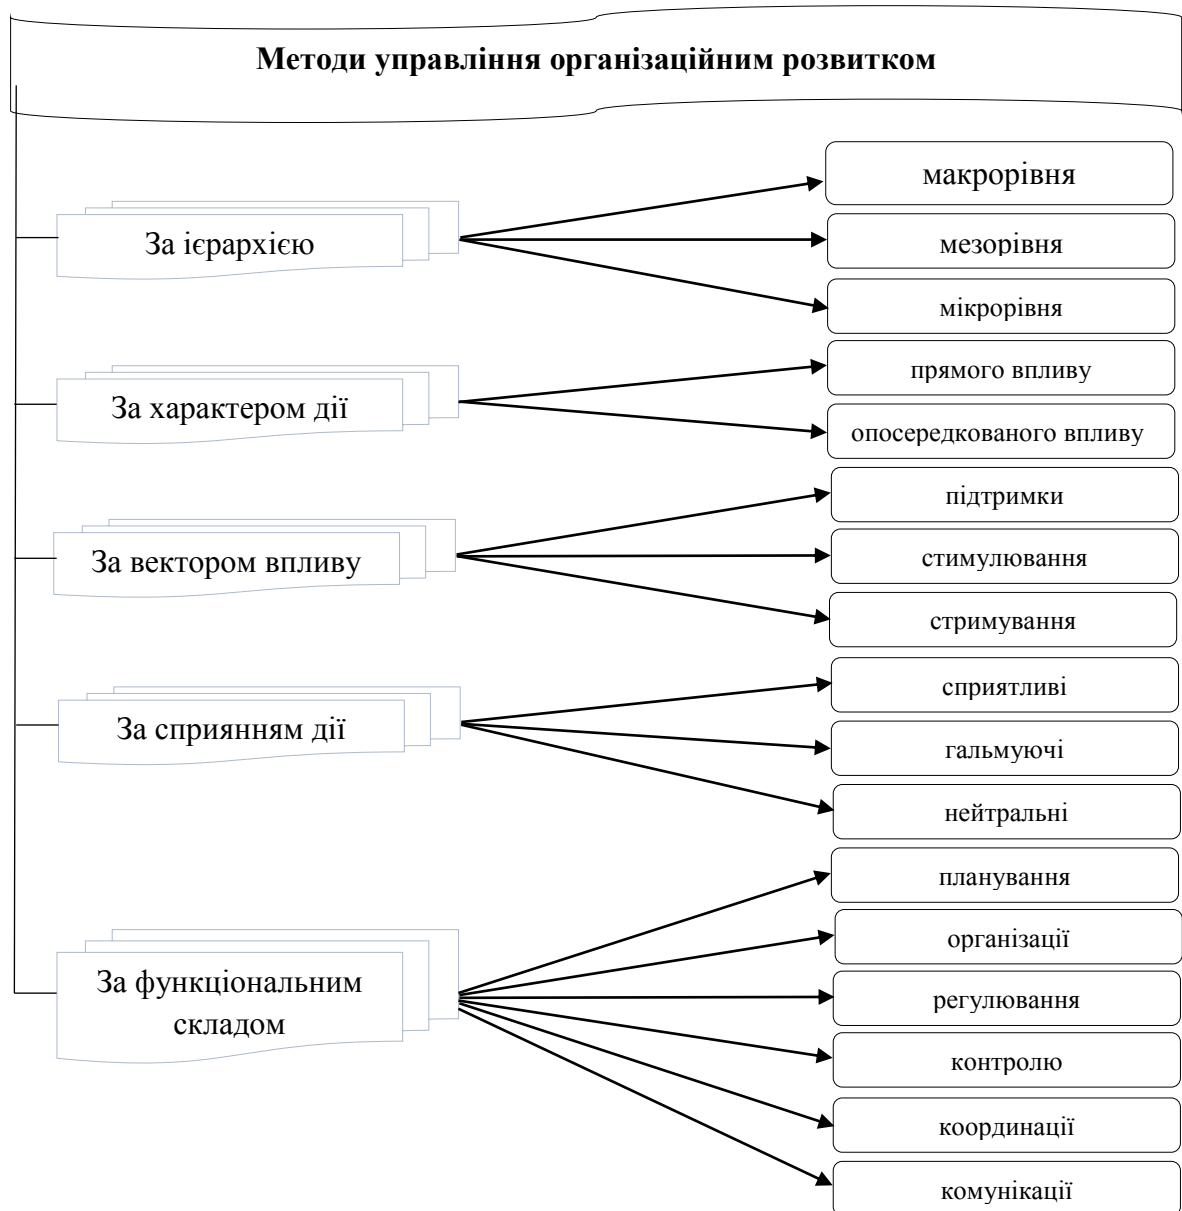 Методи управління організаційним розвитком
За ієрархією
макрорівня
мезорівня
мікрорівня
За характером дії
прямого впливу
опосередкованого впливу
За вектором впливу
підтримки
стимулювання
стримування
За сприянням дії
сприятливі
гальмуючі
нейтральні
За функціональним
складом
планування
організації
регулювання
контролю
координації
комунікації